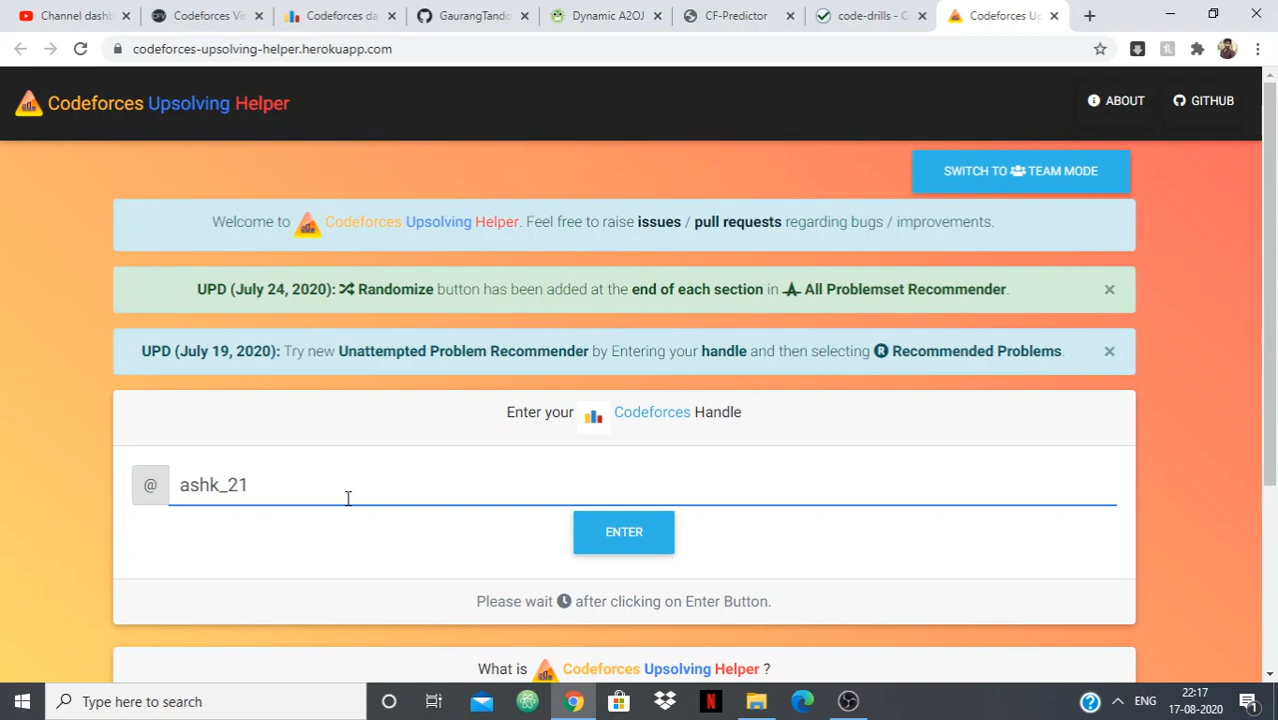 Channel dashboard
Codeforces Vis
Codeforces da
GaurangTando
Dynamic A2OJ
CF-Predictor
code-drills - C
Codeforces Up
codeforces-upsolving-helper.herokuapp.com
Codeforces Upsolving Helper
ABOUT
GITHUB
SWITCH TO TEAM MODE
Welcome to Codeforces Upsolving Helper. Feel free to raise issues / pull requests regarding bugs / improvements.
UPD (July 24, 2020): Randomize button has been added at the end of each section in All Problemset Recommender.
×
UPD (July 19, 2020): Try new Unattempted Problem Recommender by Entering your handle and then selecting R Recommended Problems.
×
Enter your Codeforces Handle
@ ashk_21
ENTER
Please wait after clicking on Enter Button.
What is Codeforces Upsolving Helper ?
Type here to search
ENG
22:17
17-08-2020
1